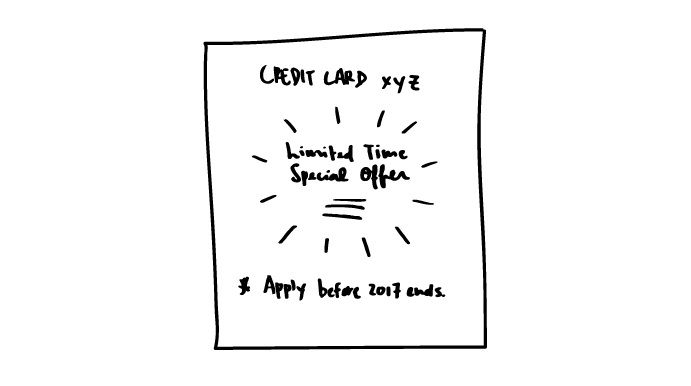 CREDIT CARD XYZ
Limited Time
Special Offer
* Apply before 2017 ends.